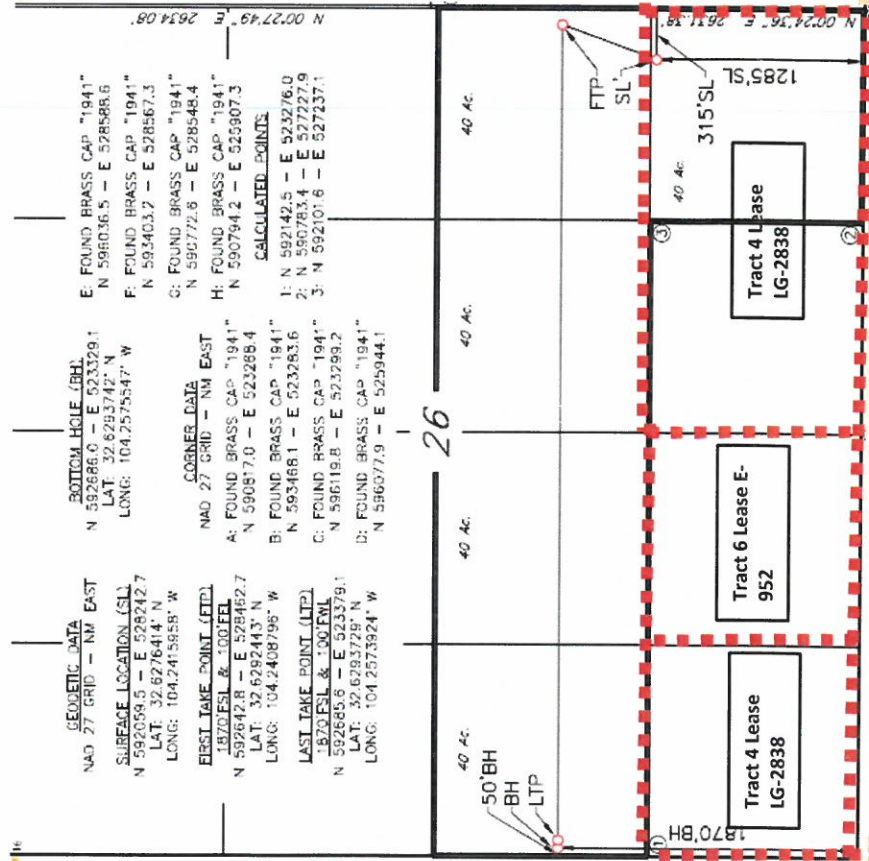 16
GEODETIC DATA
NAD 27 GRID – NM EAST
SURFACE LOCATION (SL)
N 592059.5 – E 528242.7
LAT: 32.6276414° N
LONG: 104.2415958° W
FIRST TAKE POINT (FTP)
1870'FSL & 100'FEL
N 592642.8 – E 528462.7
LAT: 32.6292443° N
LONG: 104.2408796° W
LAST TAKE POINT (LTP)
1870'FSL & 100'FWL
N 592685.6 – E 523379.1
LAT: 32.6293729° N
LONG: 104.2573924° W
BOTTOM HOLE (BH)
N 592686.0 – E 523329.1
LAT: 32.6293742° N
LONG: 104.2575547° W
CORNER DATA
NAD 27 GRID – NM EAST
A: FOUND BRASS CAP "1941"
N 590817.0 – E 523268.4
B: FOUND BRASS CAP "1941"
N 593468.1 – E 523283.6
C: FOUND BRASS CAP "1941"
N 596119.8 – E 523299.2
D: FOUND BRASS CAP "1941"
N 596077.9 – E 525944.1
E: FOUND BRASS CAP "1941"
N 596036.5 – E 528588.6
F: FOUND BRASS CAP "1941"
N 593403.2 – E 528567.3
G: FOUND BRASS CAP "1941"
N 590772.6 – E 528548.4
H: FOUND BRASS CAP "1941"
N 590794.2 – E 525907.3
CALCULATED POINTS
1: N 592142.5 – E 523276.0
2: N 590783.4 – E 527227.9
3: N 592101.6 – E 527237.1
N 00°27'49" E 2634.08'
26
40 Ac.
40 Ac.
40 Ac.
40 Ac.
50'BH
BH
LTP
FTP
SL
N 00°24'36" E 2631.38'
315'SL
1285'SL
40 Ac.
1
1870'BH
3
2
Tract 4 Lease
LG-2838
Tract 6 Lease E-
952
Tract 4 Lease
LG-2838